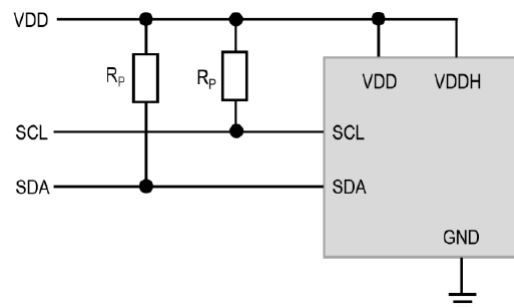 VDD
Rₚ Rₚ VDD VDDH
SCL SCL
SDA SDA
GND